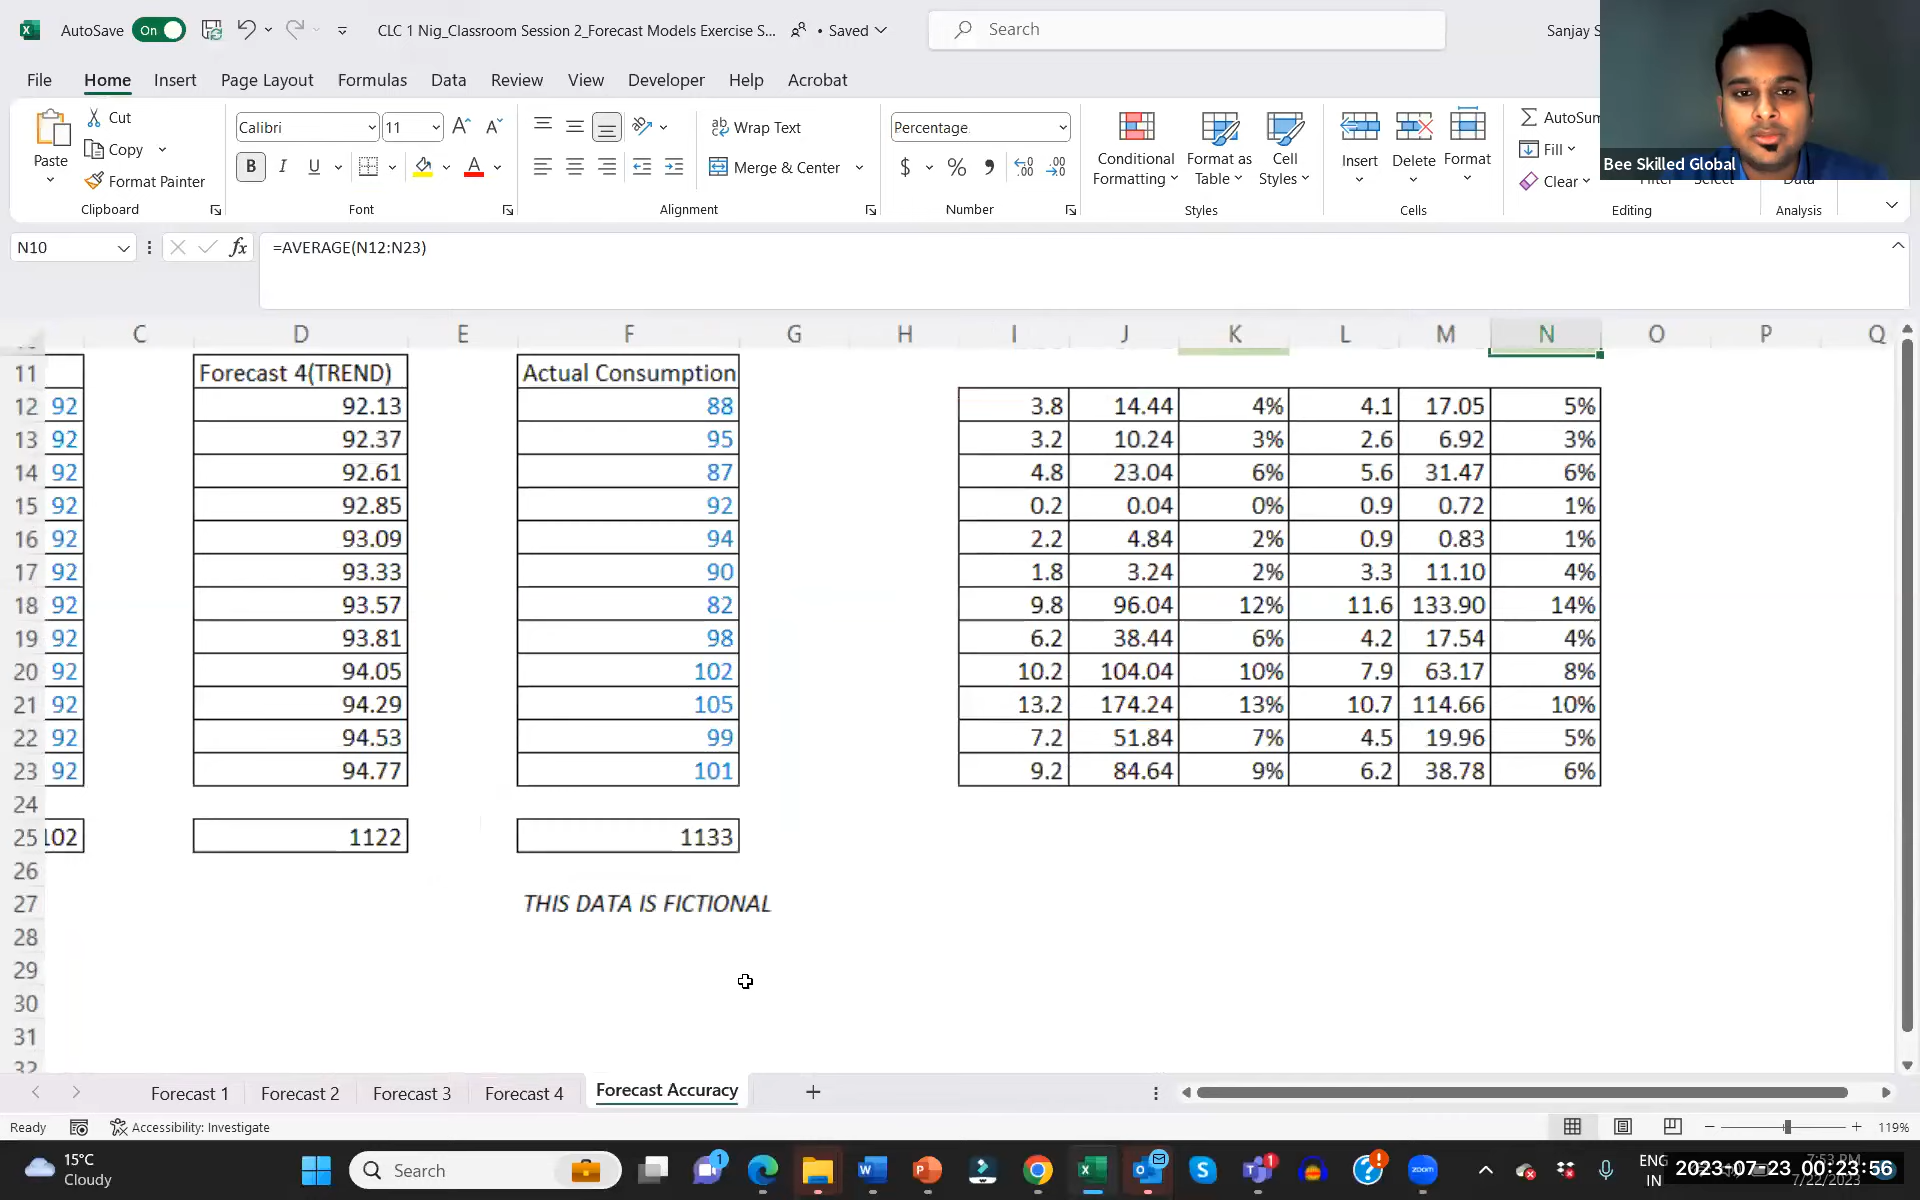 AutoSave On CLC 1 Nig_Classroom Session 2_Forecast Models Exercise S... • Saved Search Sanjay S
File Home Insert Page Layout Formulas Data Review View Developer Help Acrobat
Paste Cut Copy Format Painter Clipboard
Calibri 11 B I U Font
Wrap Text Merge & Center Alignment
Percentage $ % Number
Conditional Formatting Format as Table Cell Styles Styles
Insert Delete Format Cells
AutoSum Fill Clear Editing
Analysis
Bee Skilled Global
N10 fx =AVERAGE(N12:N23)
C D E F G H I J K L M N O P Q
11 Forecast 4(TREND) Actual Consumption
12 92 92.13 88 3.8 14.44 4% 4.1 17.05 5%
13 92 92.37 95 3.2 10.24 3% 2.6 6.92 3%
14 92 92.61 87 4.8 23.04 6% 5.6 31.47 6%
15 92 92.85 92 0.2 0.04 0% 0.9 0.72 1%
16 92 93.09 94 2.2 4.84 2% 0.9 0.83 1%
17 92 93.33 90 1.8 3.24 2% 3.3 11.10 4%
18 92 93.57 82 9.8 96.04 12% 11.6 133.90 14%
19 92 93.81 98 6.2 38.44 6% 4.2 17.54 4%
20 92 94.05 102 10.2 104.04 10% 7.9 63.17 8%
21 92 94.29 105 13.2 174.24 13% 10.7 114.66 10%
22 92 94.53 99 7.2 51.84 7% 4.5 19.96 5%
23 92 94.77 101 9.2 84.64 9% 6.2 38.78 6%
24
25 102 1122 1133
26
27 THIS DATA IS FICTIONAL
28
29
30
31
32
Forecast 1 Forecast 2 Forecast 3 Forecast 4 Forecast Accuracy +
Ready Accessibility: Investigate 119%
15°C
Cloudy
Search
ENG
IN
2023-07-23 00:23:56
7/22/2023